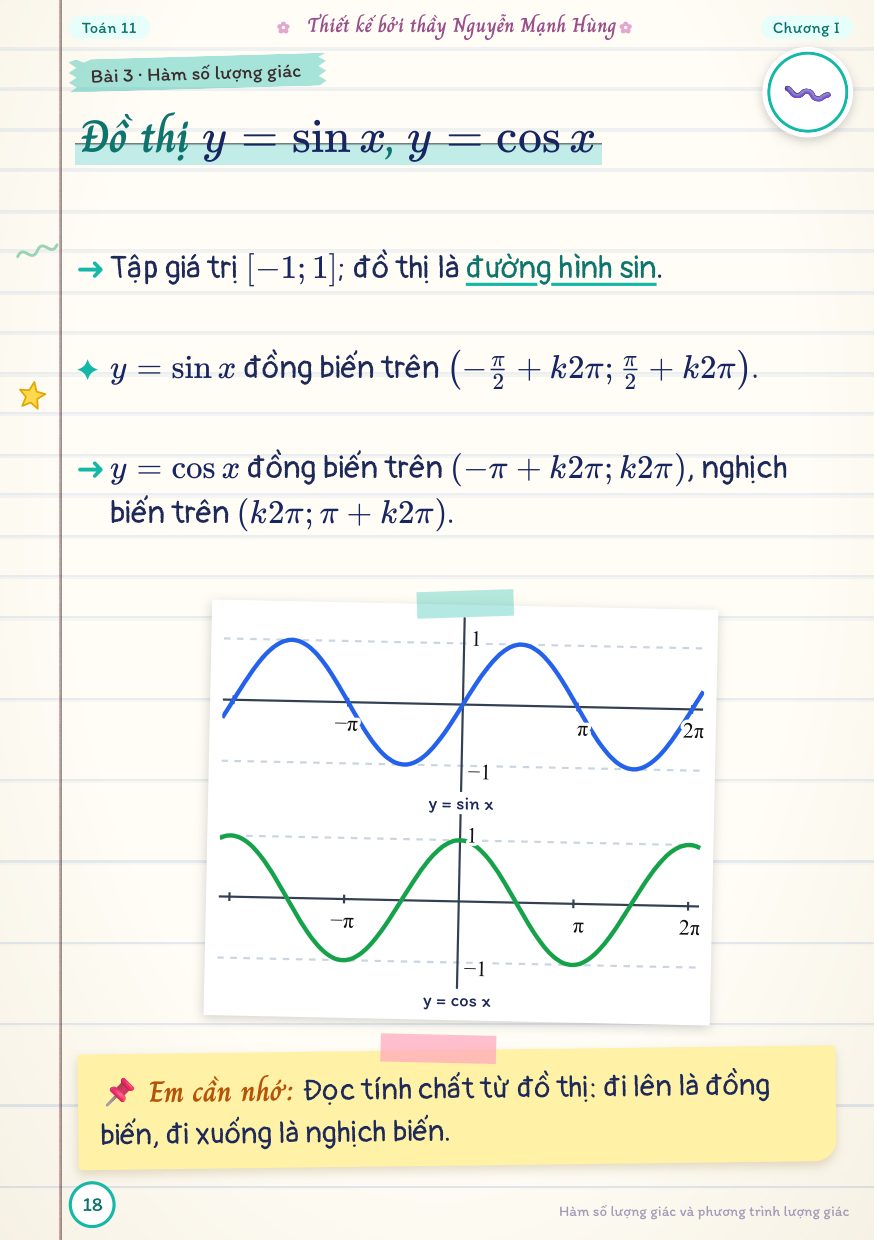 Toán 11
Thiết kế bởi thầy Nguyễn Mạnh Hùng
Chương I
Bài 3 · Hàm số lượng giác
Đồ thị y = sin x, y = cos x
→ Tập giá trị [−1; 1]; đồ thị là đường hình sin.
✦ y = sin x đồng biến trên (−π/2 + k2π; π/2 + k2π).
→ y = cos x đồng biến trên (−π + k2π; k2π), nghịch
biến trên (k2π; π + k2π).
1
−π
π
2π
−1
y = sin x
1
−π
π
2π
−1
y = cos x
📌 Em cần nhớ: Đọc tính chất từ đồ thị: đi lên là đồng
biến, đi xuống là nghịch biến.
18
Hàm số lượng giác và phương trình lượng giác